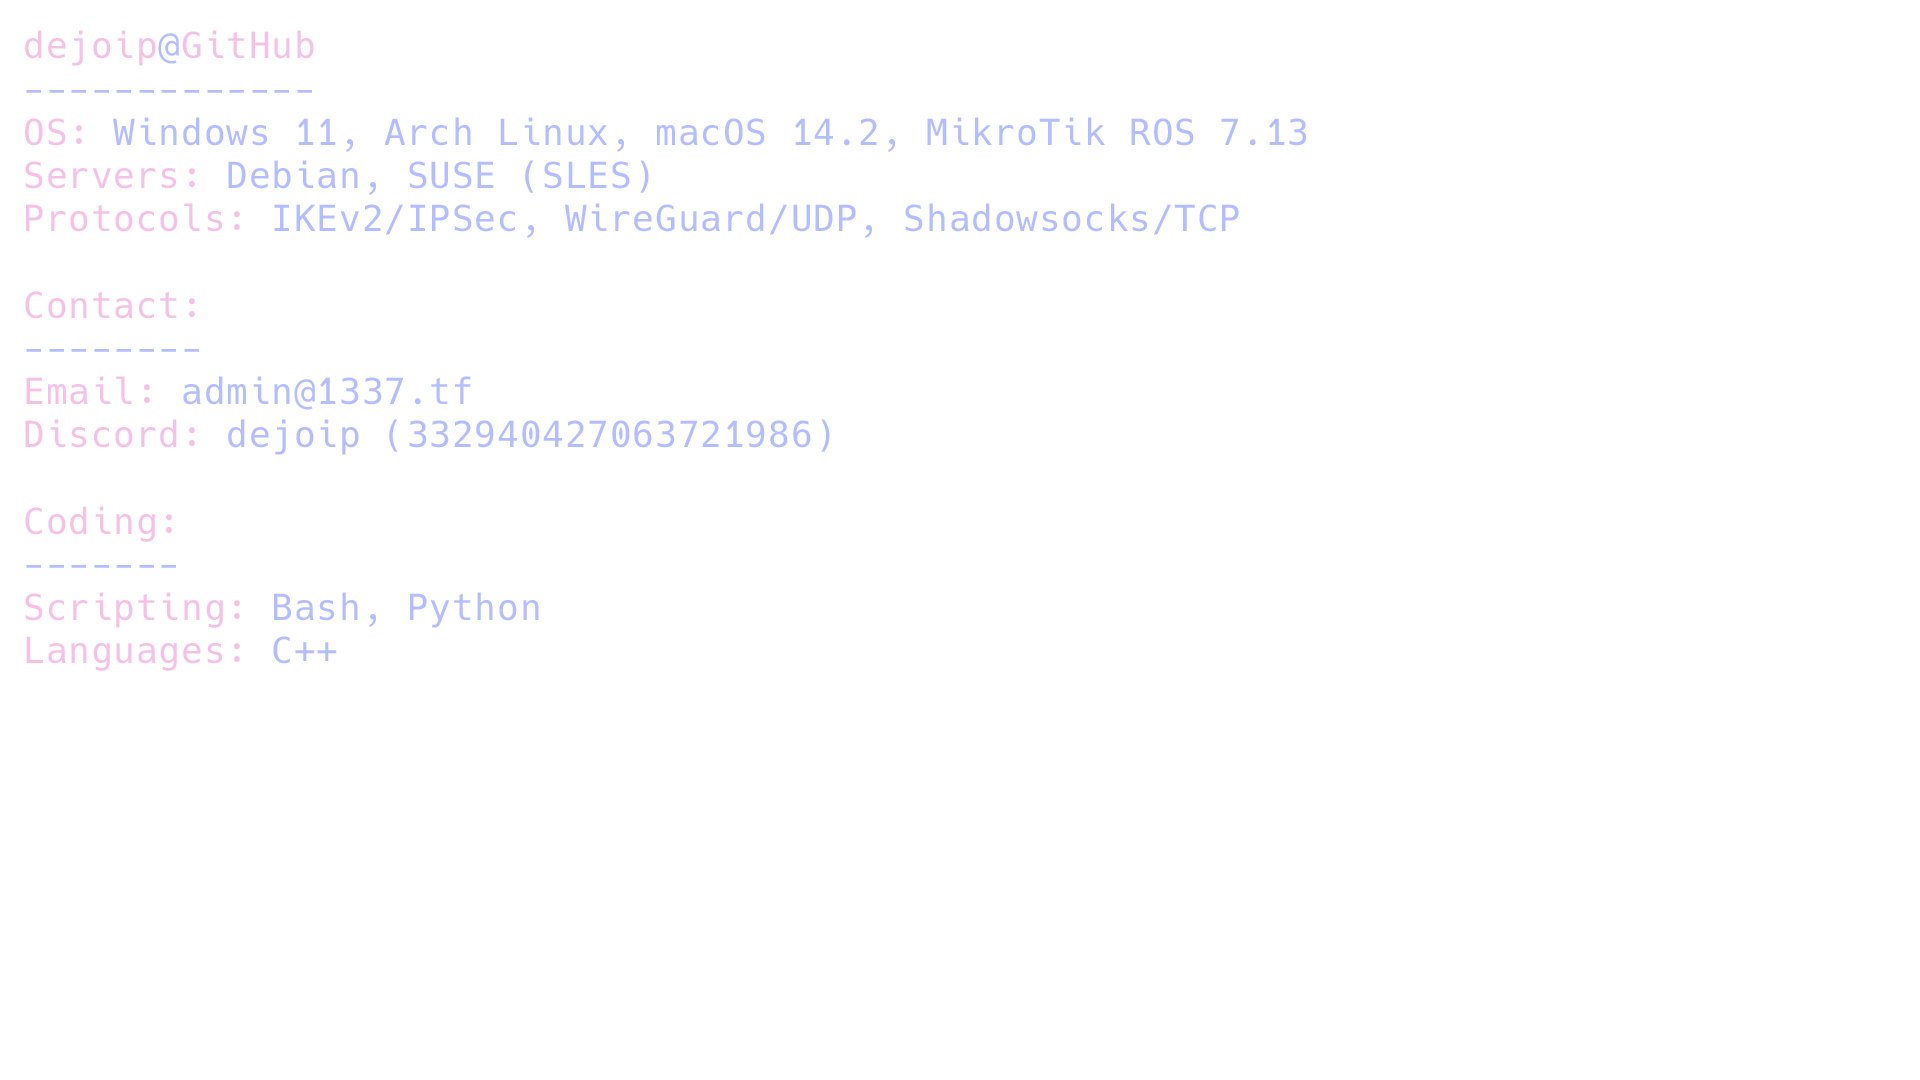 dejoip@GitHub
-------------
OS: Windows 11, Arch Linux, macOS 14.2, MikroTik ROS 7.13
Servers: Debian, SUSE (SLES)
Protocols: IKEv2/IPSec, WireGuard/UDP, Shadowsocks/TCP
Contact:
--------
Email: admin@1337.tf
Discord: dejoip (332940427063721986)
Coding:
-------
Scripting: Bash, Python
Languages: C++